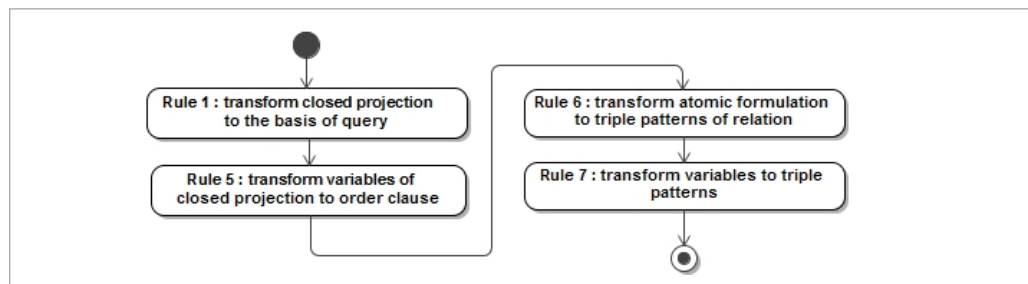 Rule 1 : transform closed projection
to the basis of query
Rule 5 : transform variables of
closed projection to order clause
Rule 6 : transform atomic formulation
to triple patterns of relation
Rule 7 : transform variables to triple
patterns